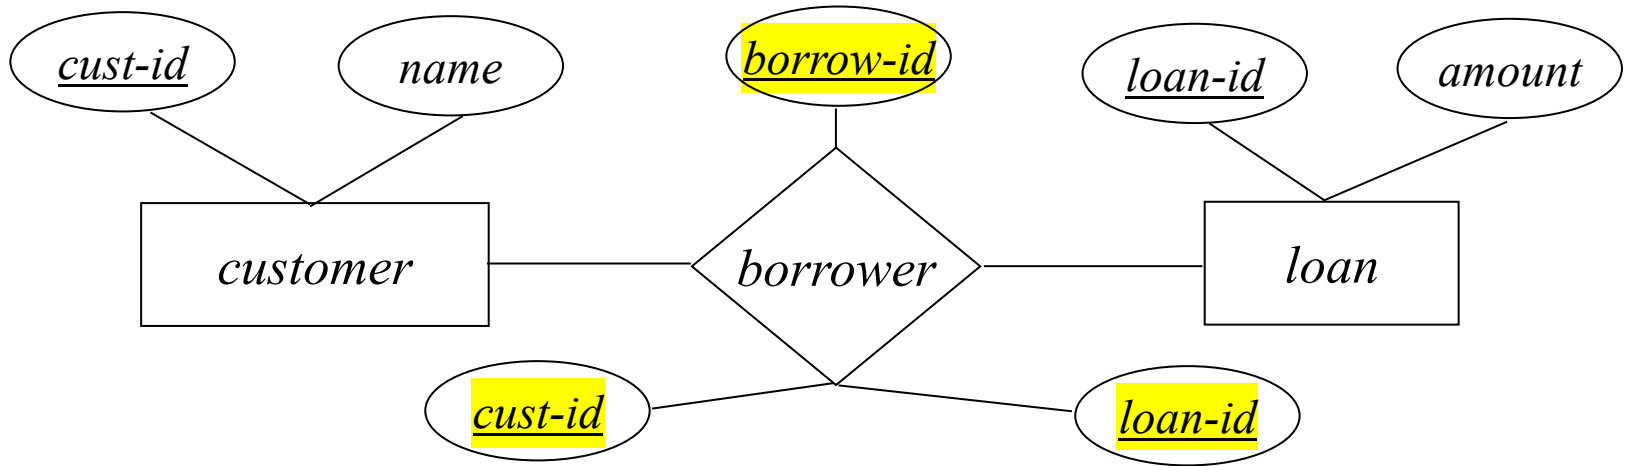 cust-id
name
borrow-id
loan-id
amount
customer
borrower
loan
cust-id
loan-id